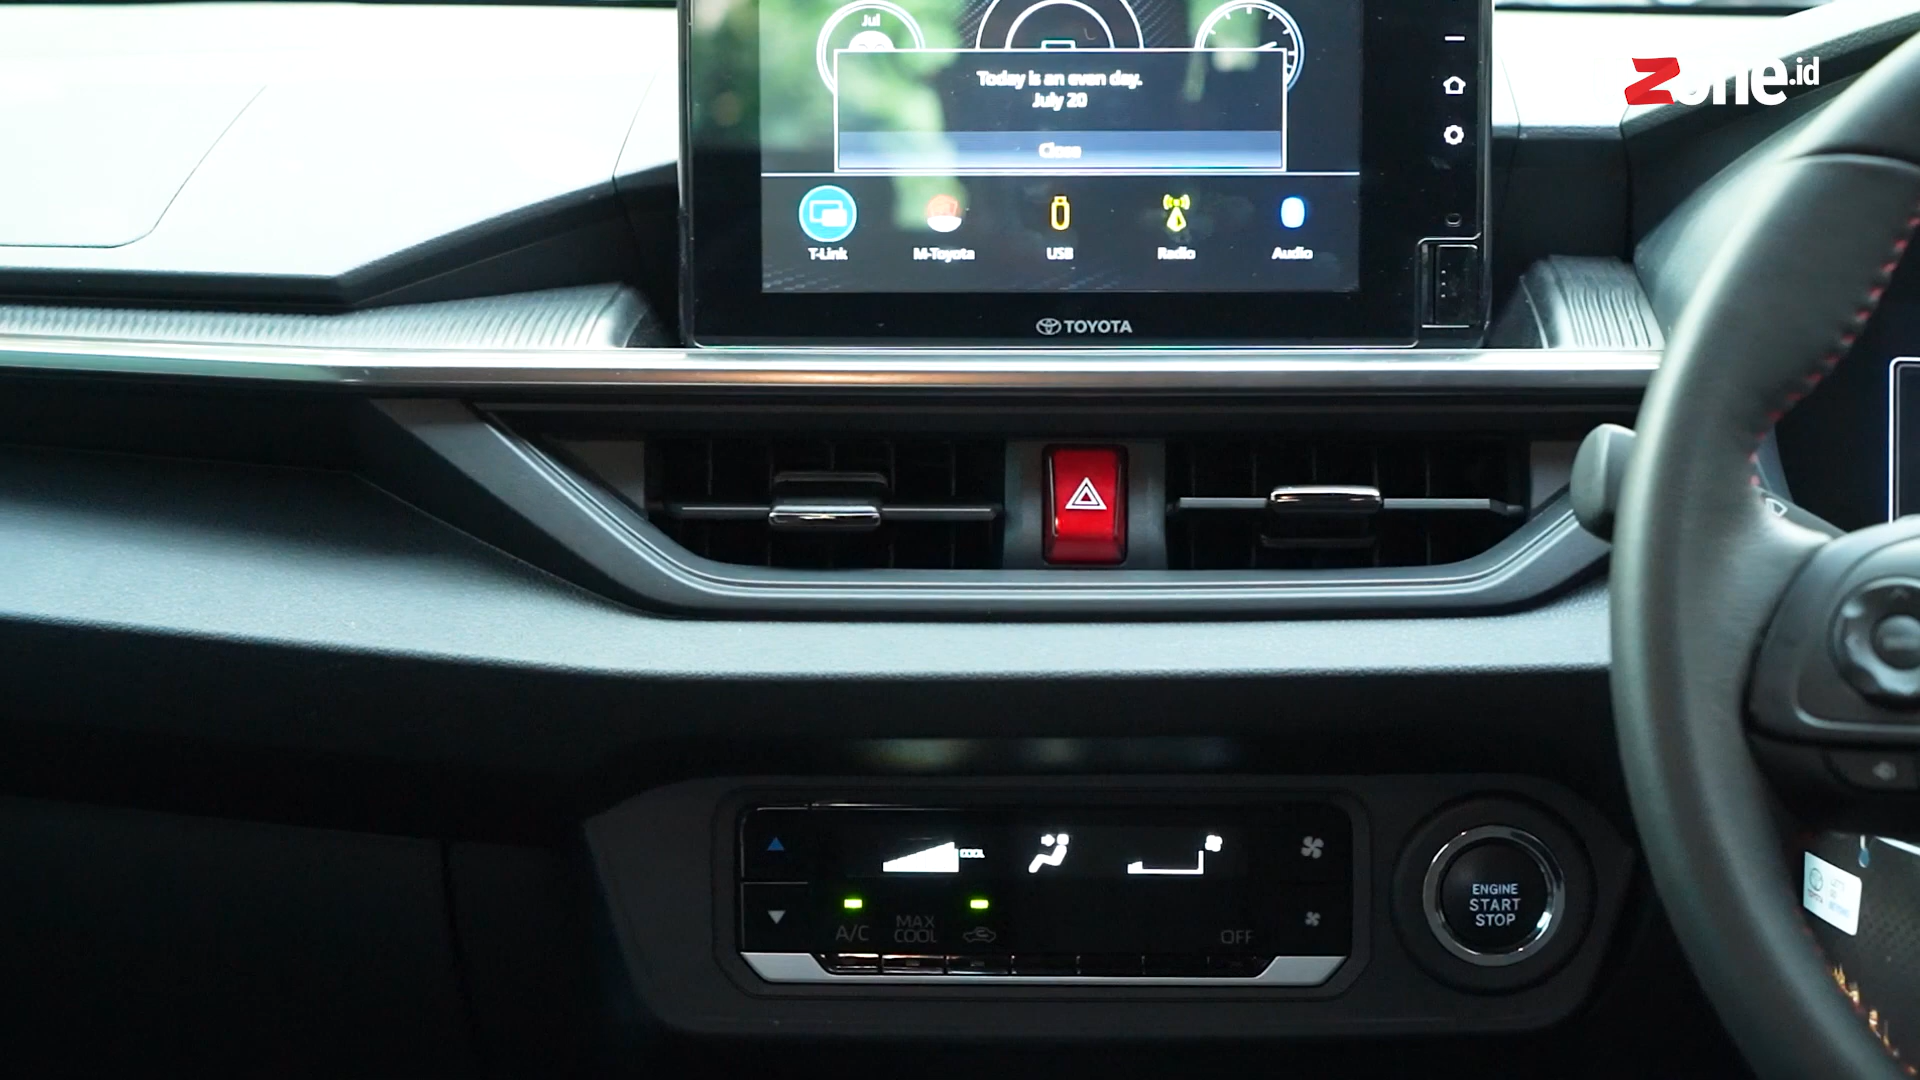 Jul
Today is an even day.
July 20
Close
zone.id
T-Link
M-Toyota
USB
Radio
Audio
TOYOTA
COOL
A/C
MAX
COOL
OFF
ENGINE
START
STOP